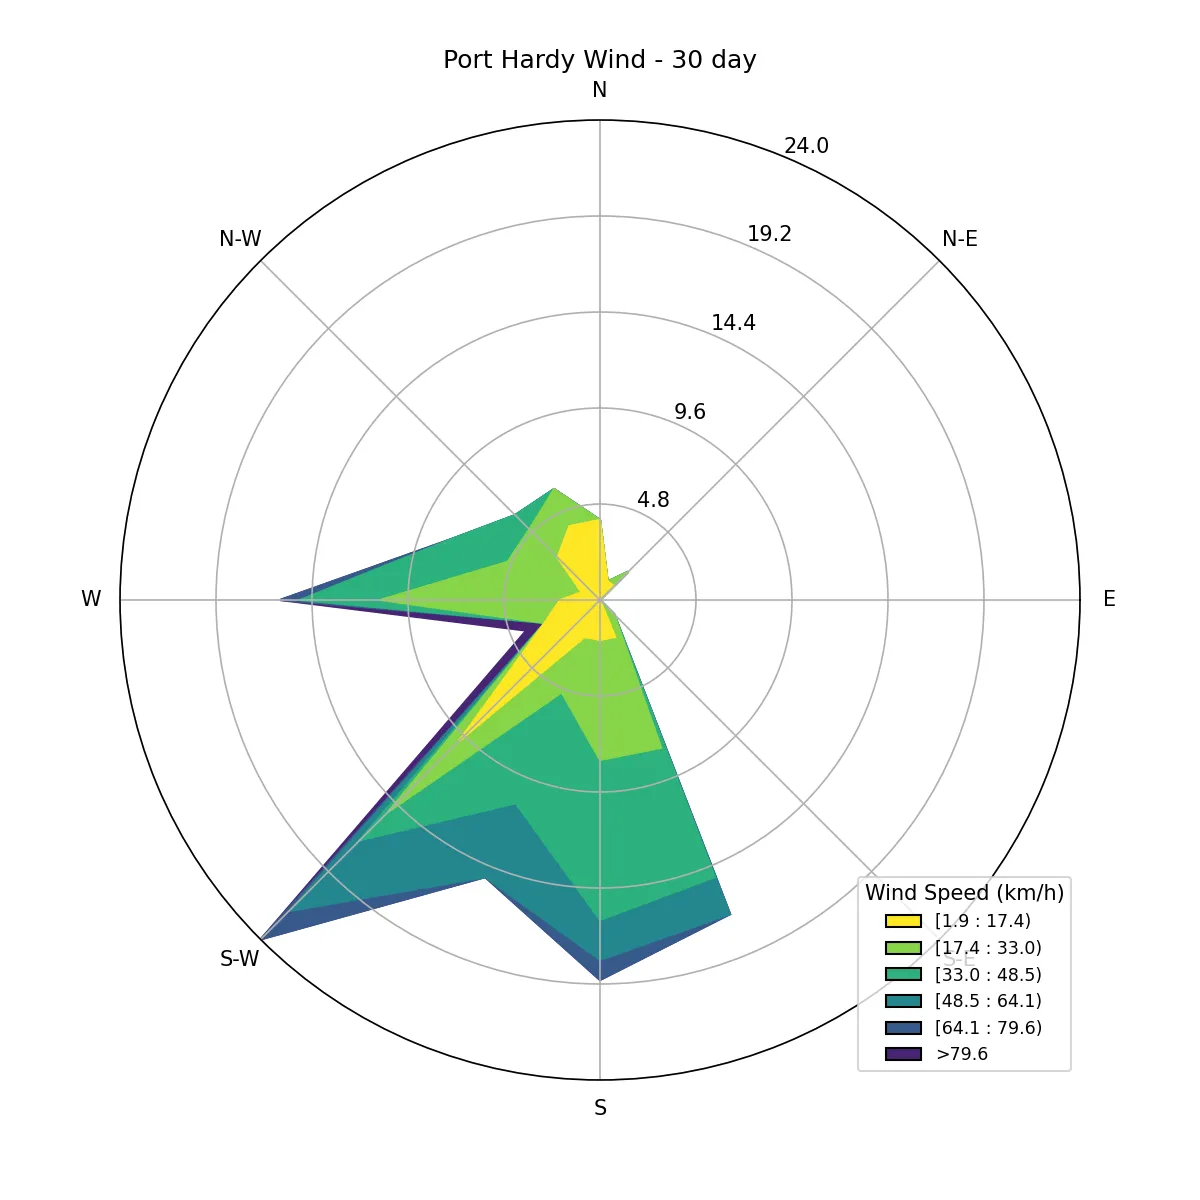 Port Hardy Wind - 30 day
N
24.0
N-W
N-E
19.2
14.4
9.6
4.8
W
E
S-W
S-E
S
Wind Speed (km/h)
[1.9 : 17.4)
[17.4 : 33.0)
[33.0 : 48.5)
[48.5 : 64.1)
[64.1 : 79.6)
>79.6